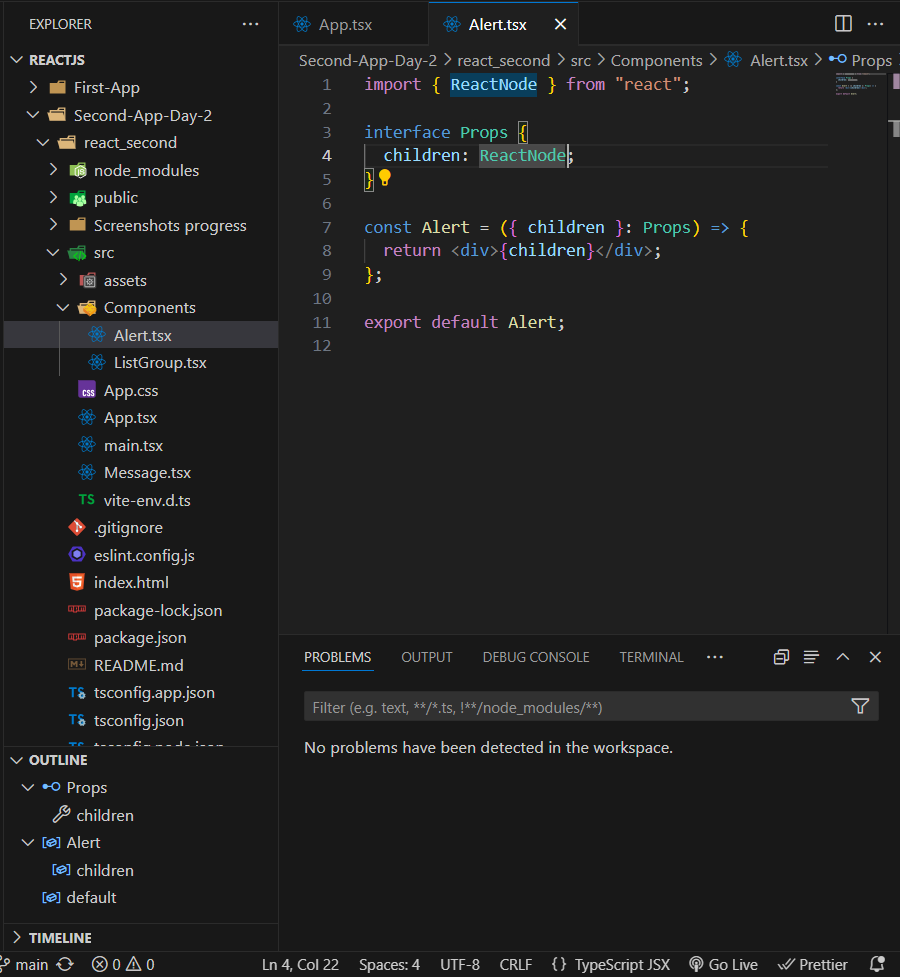 EXPLORER
REACTJS
First-App
Second-App-Day-2
react_second
node_modules
public
Screenshots progress
src
assets
Components
Alert.tsx
ListGroup.tsx
App.css
App.tsx
main.tsx
Message.tsx
TS vite-env.d.ts
.gitignore
eslint.config.js
index.html
package-lock.json
package.json
README.md
tsconfig.app.json
tsconfig.json
tsconfig.node.json
OUTLINE
Props
children
Alert
children
default
TIMELINE
App.tsx
Alert.tsx
Second-App-Day-2 > react_second > src > Components > Alert.tsx > Props
1 import { ReactNode } from "react";
2
3 interface Props {
4 children: ReactNode;
5 }
6
7 const Alert = ({ children }: Props) => {
8 return <div>{children}</div>;
9 };
10
11 export default Alert;
12
PROBLEMS OUTPUT DEBUG CONSOLE TERMINAL
Filter (e.g. text, **/*.ts, !**/node_modules/**)
No problems have been detected in the workspace.
main 0 0 Ln 4, Col 22 Spaces: 4 UTF-8 CRLF {} TypeScript JSX Go Live Prettier